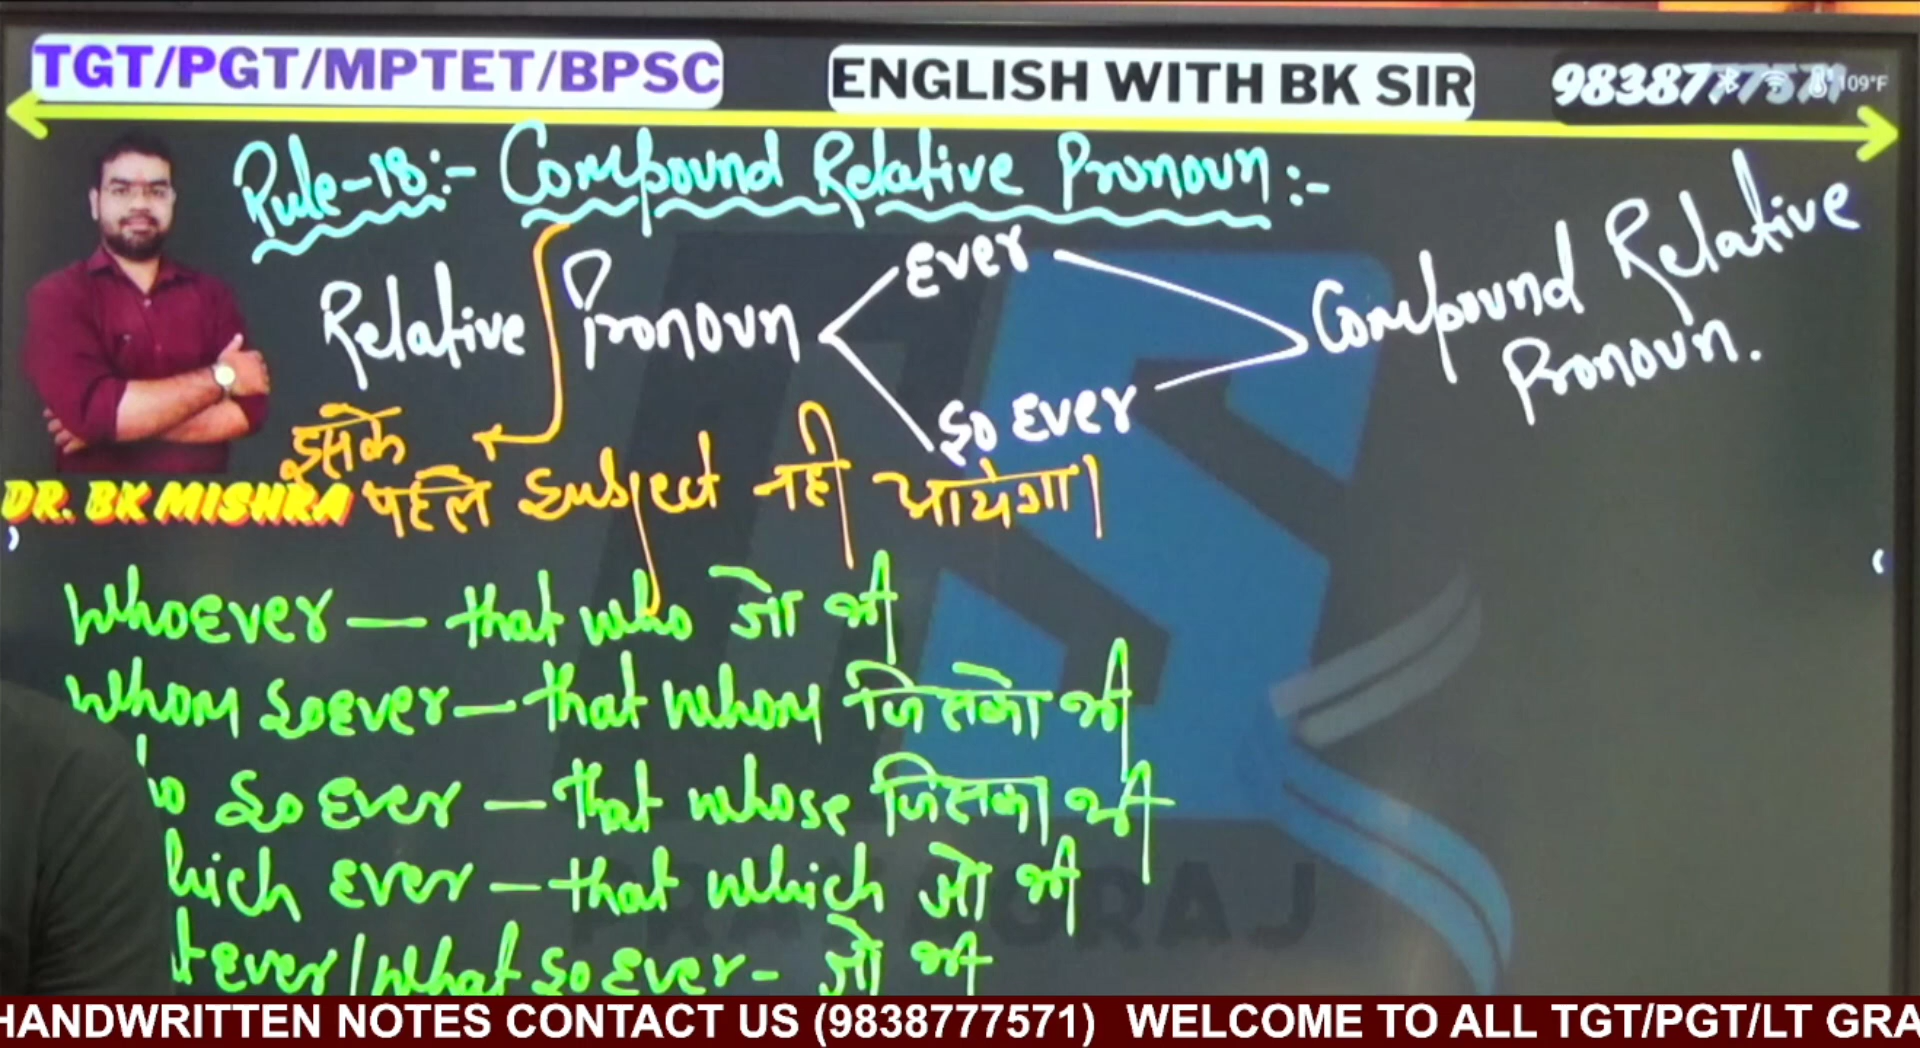 TGT/PGT/MPTET/BPSC ENGLISH WITH BK SIR 9838777571 109°F
Rule-18:- Compound Relative Pronoun:-
Relative Pronoun
Ever
So Ever
Compound Relative
Pronoun.
इसके
DR. BK MISHRA
पहले Subject नही आयेगा।
Whoever — that who जो भी
Whom soever — that whom जिसको भी
So Ever — that whose जिसका भी
hich Ever — that which जो भी
t ever / What so ever - जो भी
PRAYAGRAJ
HANDWRITTEN NOTES CONTACT US (9838777571) WELCOME TO ALL TGT/PGT/LT GRA